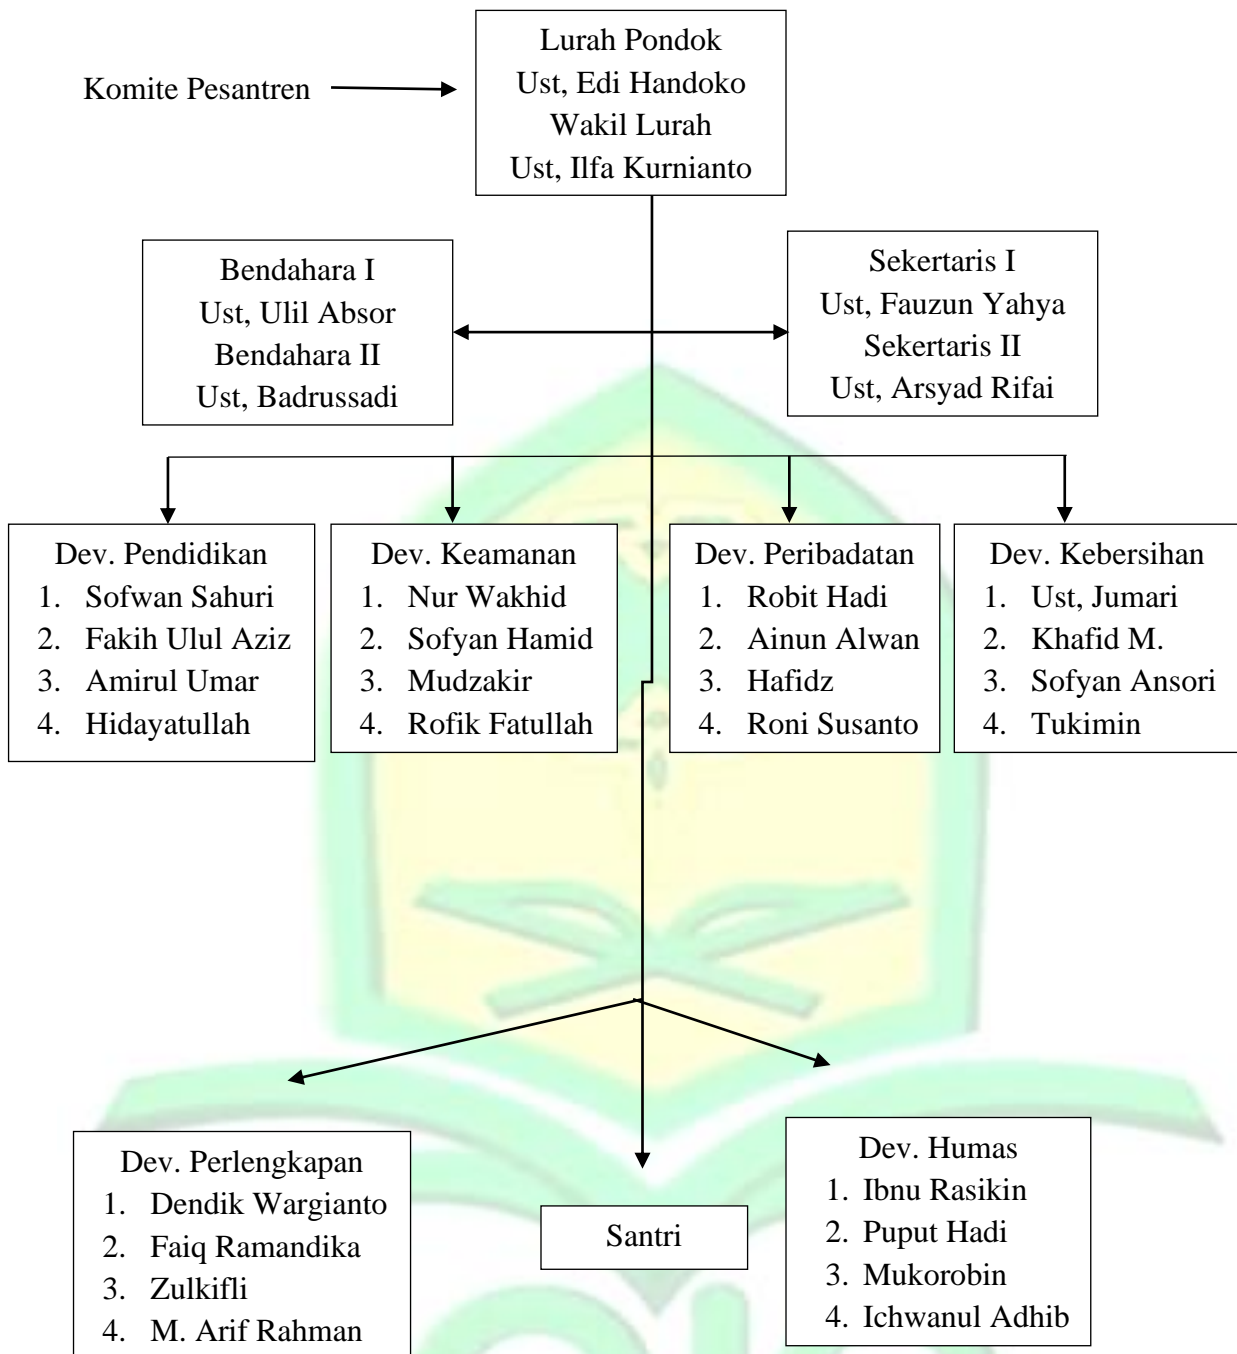 Lurah Pondok
Ust, Edi Handoko
Wakil Lurah
Ust, Ilfa Kurnianto
Komite Pesantren
Bendahara I
Ust, Ulil Absor
Bendahara II
Ust, Badrussadi
Sekertaris I
Ust, Fauzun Yahya
Sekertaris II
Ust, Arsyad Rifai
Dev. Pendidikan
1. Sofwan Sahuri
2. Fakih Ulul Aziz
3. Amirul Umar
4. Hidayatullah
Dev. Keamanan
1. Nur Wakhid
2. Sofyan Hamid
3. Mudzakir
4. Rofik Fatullah
Dev. Peribadatan
1. Robit Hadi
2. Ainun Alwan
3. Hafidz
4. Roni Susanto
Dev. Kebersihan
1. Ust, Jumari
2. Khafid M.
3. Sofyan Ansori
4. Tukimin
Dev. Perlengkapan
1. Dendik Wargianto
2. Faiq Ramandika
3. Zulkifli
4. M. Arif Rahman
Santri
Dev. Humas
1. Ibnu Rasikin
2. Puput Hadi
3. Mukorobin
4. Ichwanul Adhib